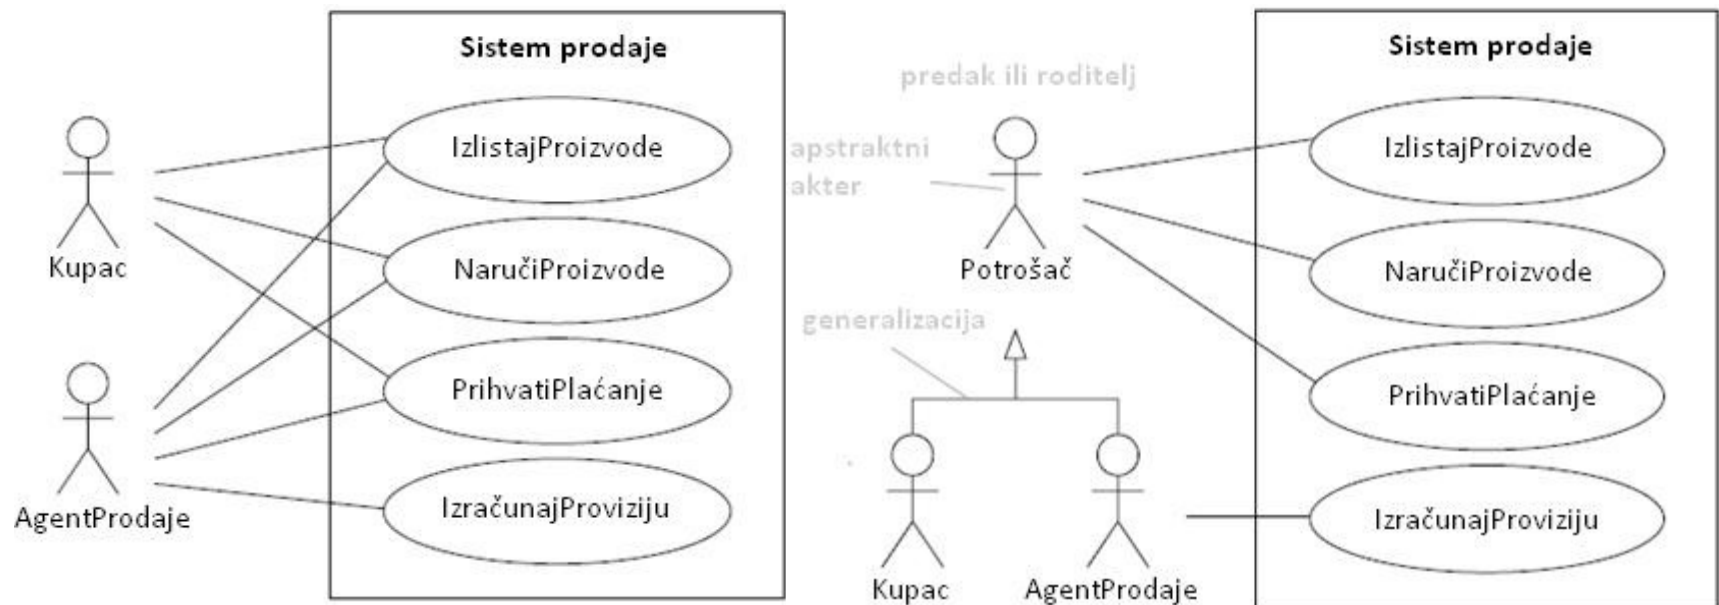 Sistem prodaje
IzlistajProizvode
Kupac
NaručiProizvode
PrihvatiPlaćanje
AgentProdaje
IzračunajProviziju
predak ili roditelj
apstraktni
akter
Potrošač
generalizacija
Kupac
AgentProdaje
Sistem prodaje
IzlistajProizvode
NaručiProizvode
PrihvatiPlaćanje
IzračunajProviziju